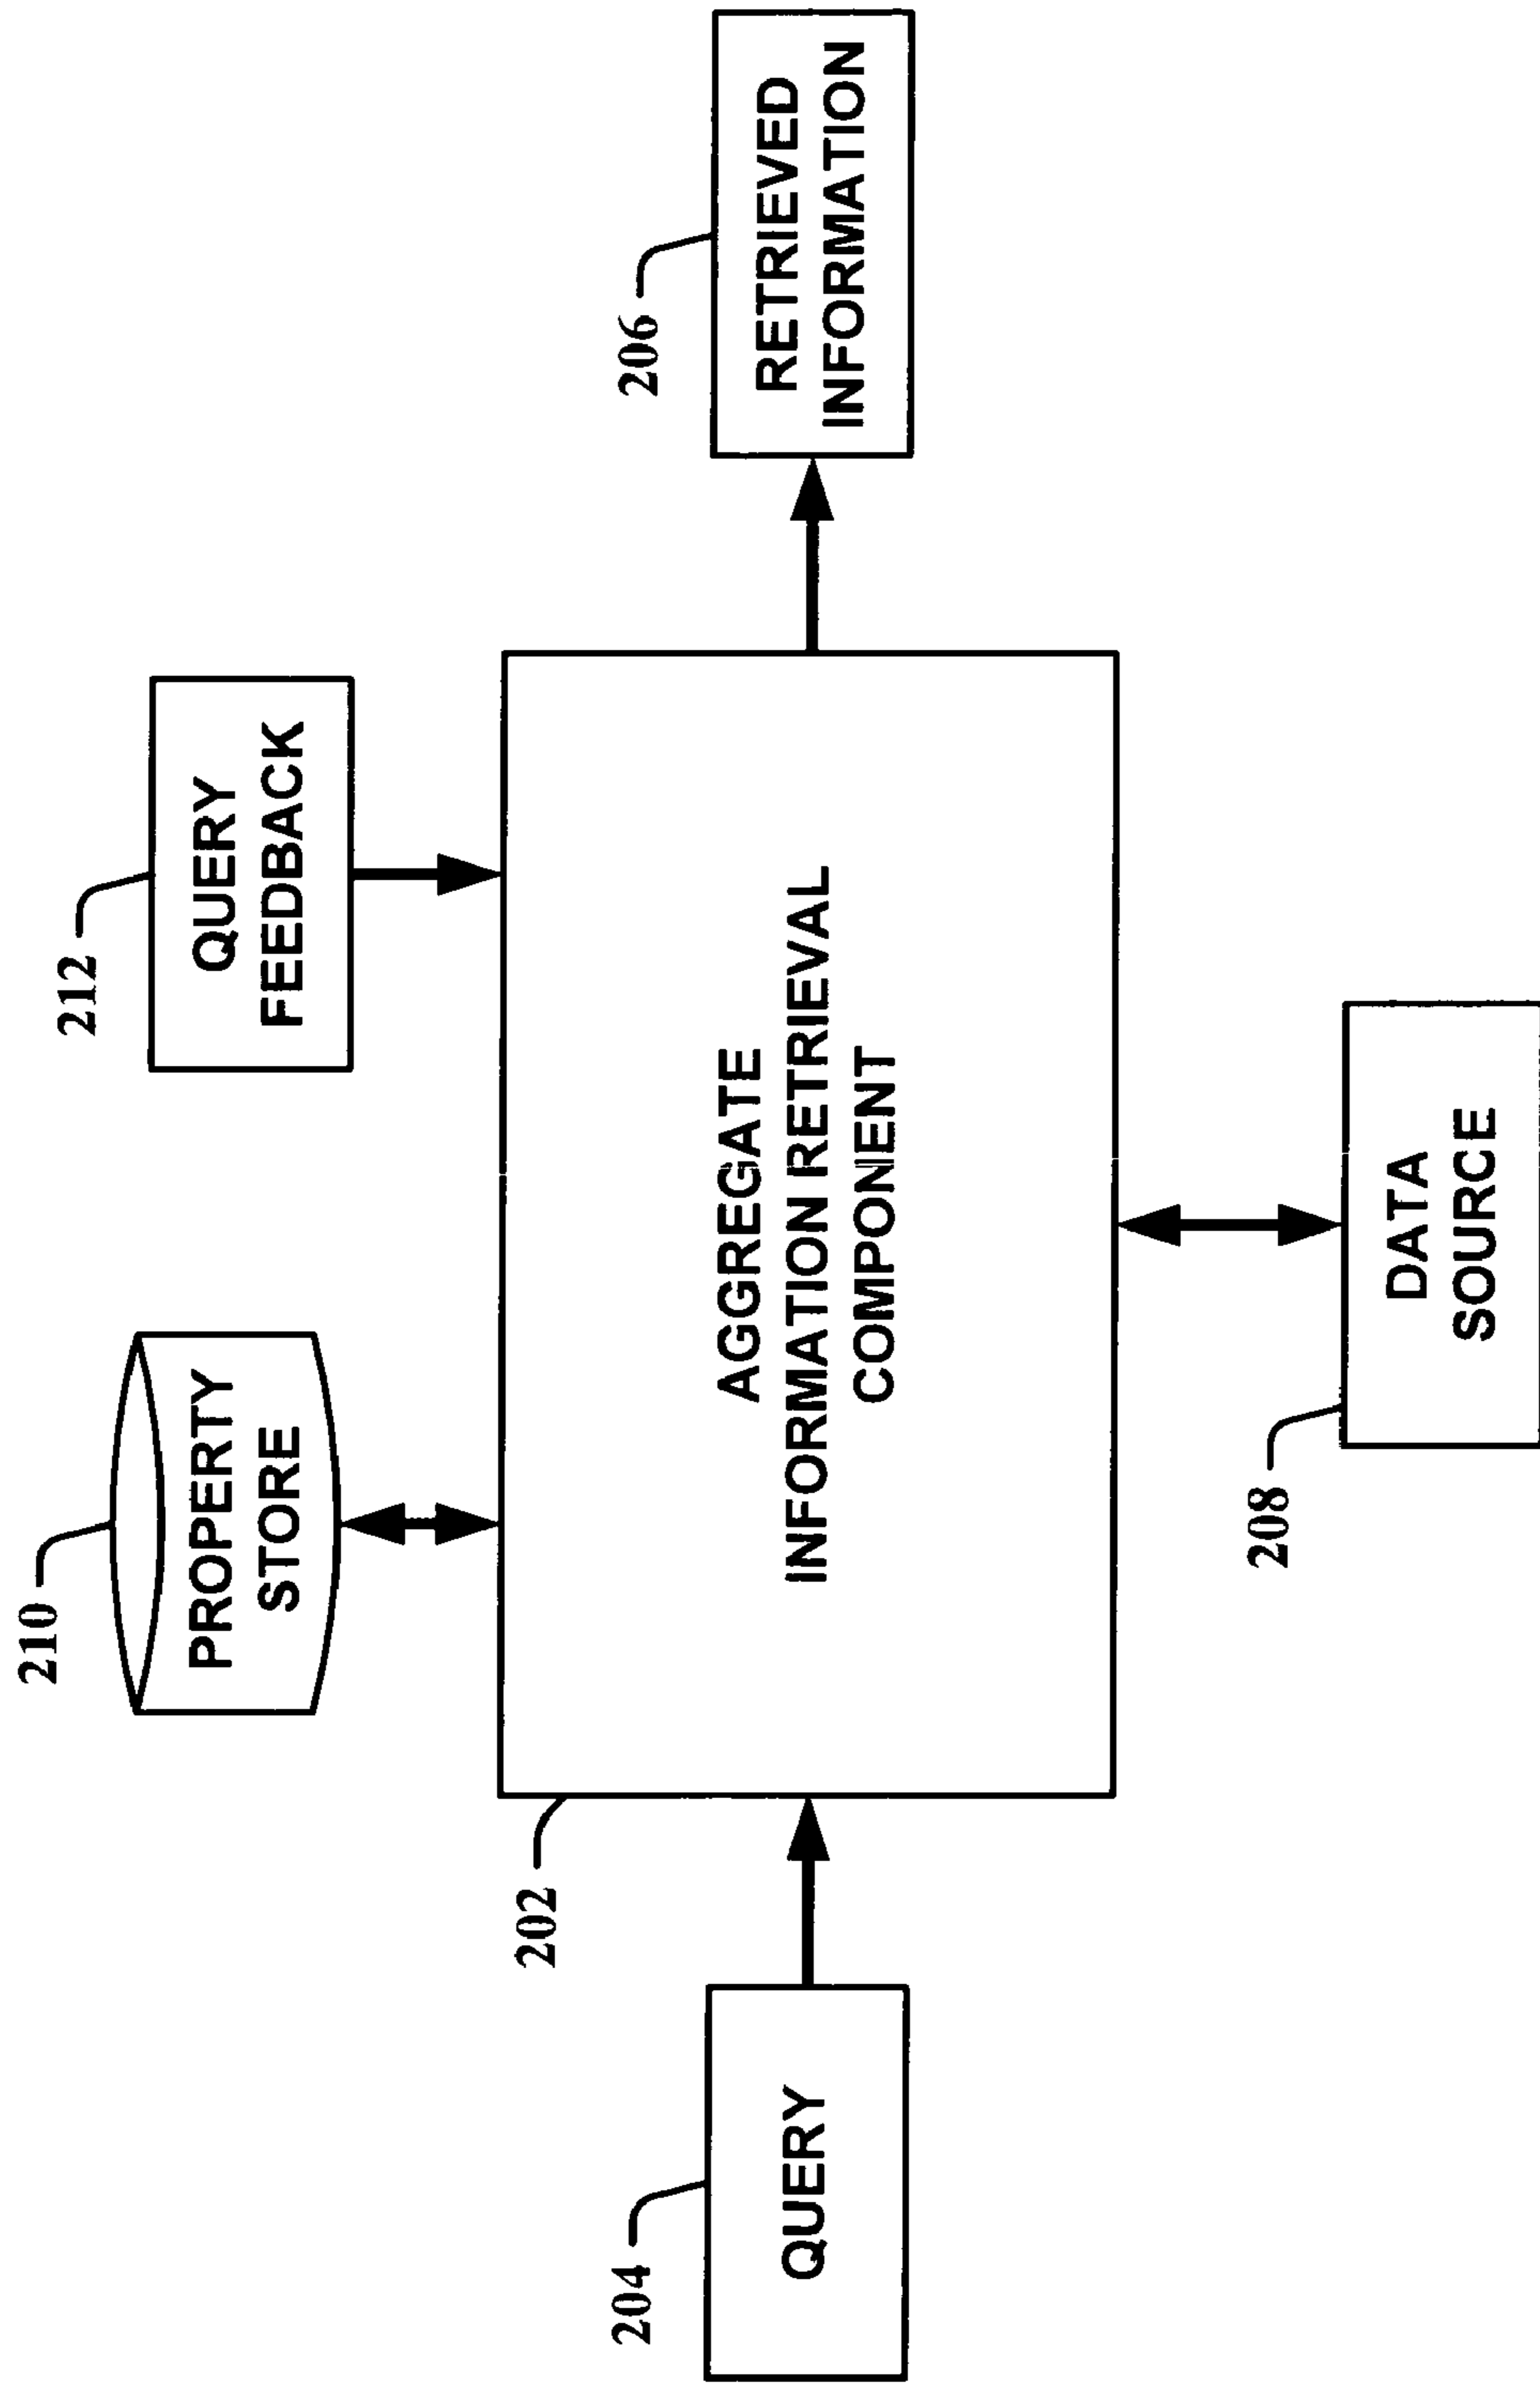 210
PROPERTY
STORE
212
QUERY
FEEDBACK
202
AGGREGATE
INFORMATION RETRIEVAL
COMPONENT
204
QUERY
206
RETRIEVED
INFORMATION
208
DATA
SOURCE